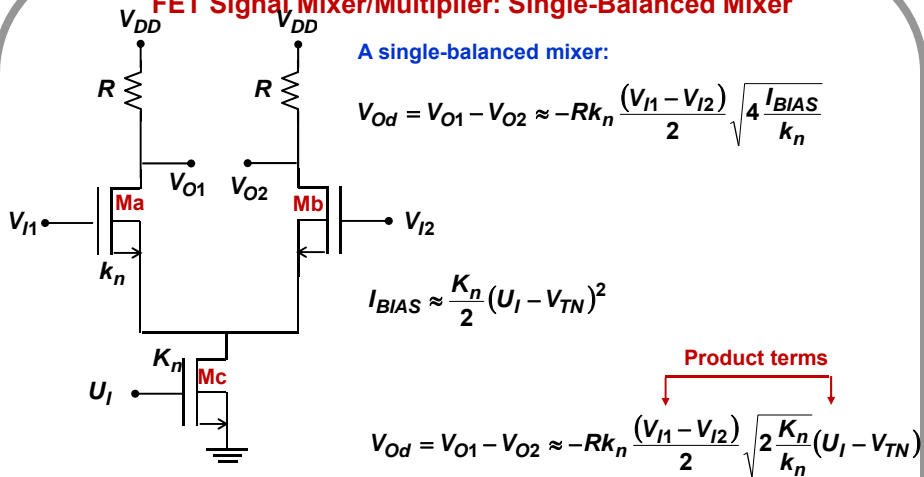 FET Signal Mixer/Multiplier: Single-Balanced Mixer
V_DD
V_DD
A single-balanced mixer:
R
R
V_Od = V_O1 − V_O2 ≈ −Rk_n (V_I1 − V_I2)/2 √(4 I_BIAS/k_n)
V_O1
V_O2
Ma
Mb
V_I1
V_I2
k_n
I_BIAS ≈ K_n/2 (U_I − V_TN)²
K_n
Mc
Product terms
U_I
V_Od = V_O1 − V_O2 ≈ −Rk_n (V_I1 − V_I2)/2 √(2 K_n/k_n) (U_I − V_TN)